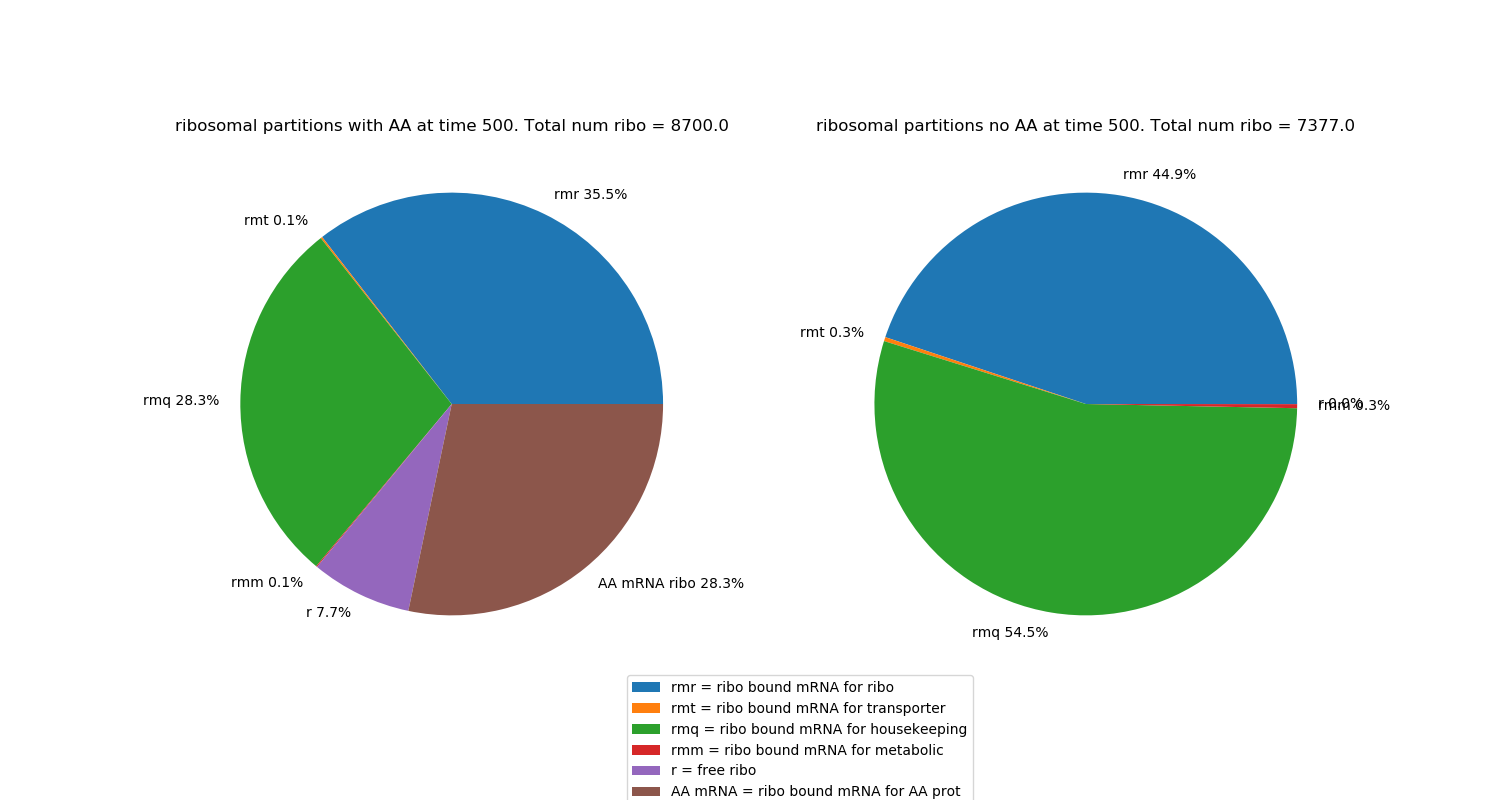 ribosomal partitions with AA at time 500. Total num ribo = 8700.0
rmr 35.5%
rmt 0.1%
rmq 28.3%
rmm 0.1%
r 7.7%
AA mRNA ribo 28.3%
ribosomal partitions no AA at time 500. Total num ribo = 7377.0
rmr 44.9%
rmt 0.3%
r 0.0%
rmm 0.3%
rmq 54.5%
rmr = ribo bound mRNA for ribo
rmt = ribo bound mRNA for transporter
rmq = ribo bound mRNA for housekeeping
rmm = ribo bound mRNA for metabolic
r = free ribo
AA mRNA = ribo bound mRNA for AA prot